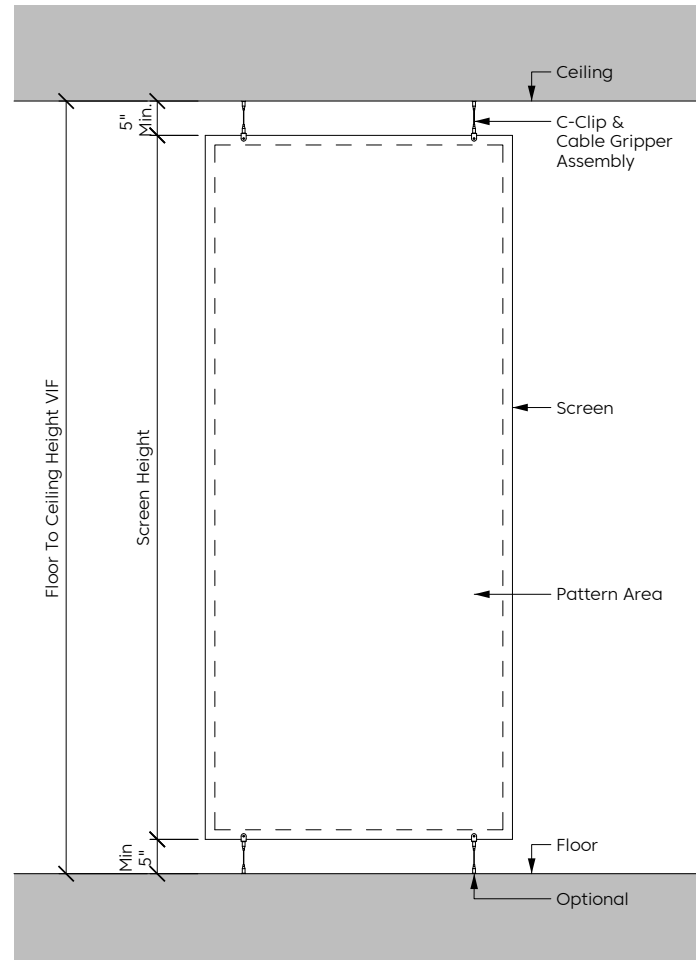 Ceiling
5"
Min.
C-Clip &
Cable Gripper
Assembly
Floor To Ceiling Height VIF
Screen Height
Screen
Pattern Area
Min
5"
Floor
Optional